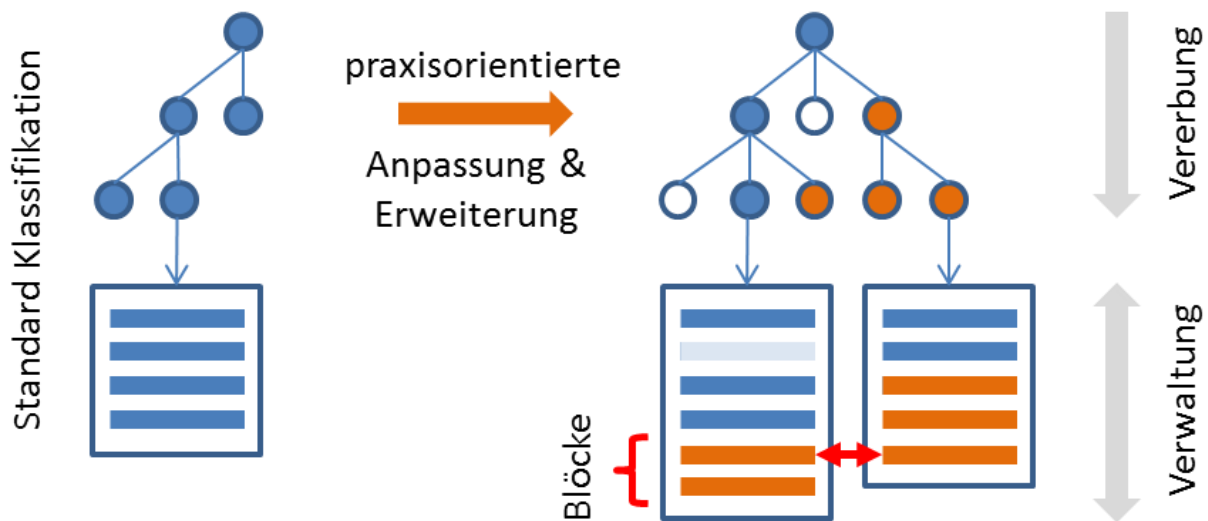 Standard Klassifikation
praxisorientierte
Anpassung &
Erweiterung
Vererbung
Blöcke
Verwaltung